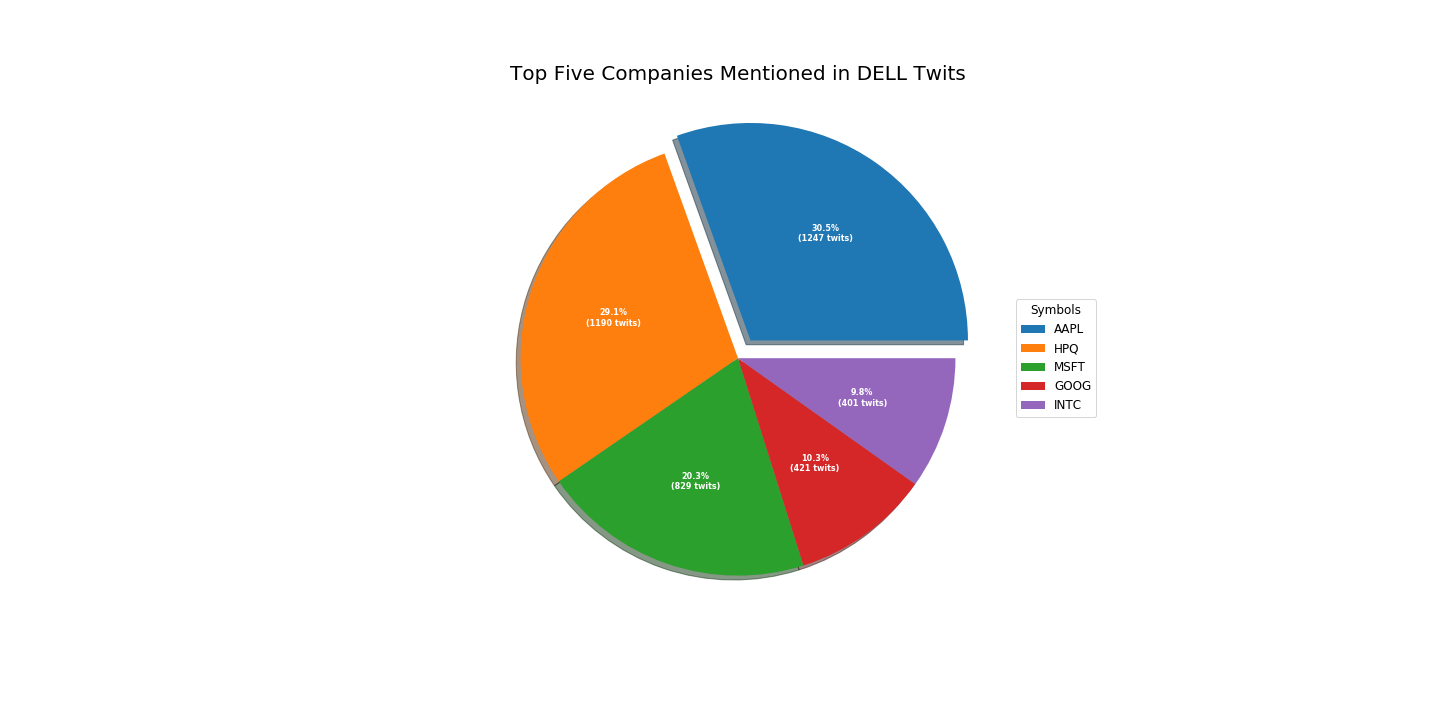 Top Five Companies Mentioned in DELL Twits
30.5%
(1247 twits)
29.1%
(1190 twits)
20.3%
(829 twits)
10.3%
(421 twits)
9.8%
(401 twits)
Symbols
AAPL
HPQ
MSFT
GOOG
INTC